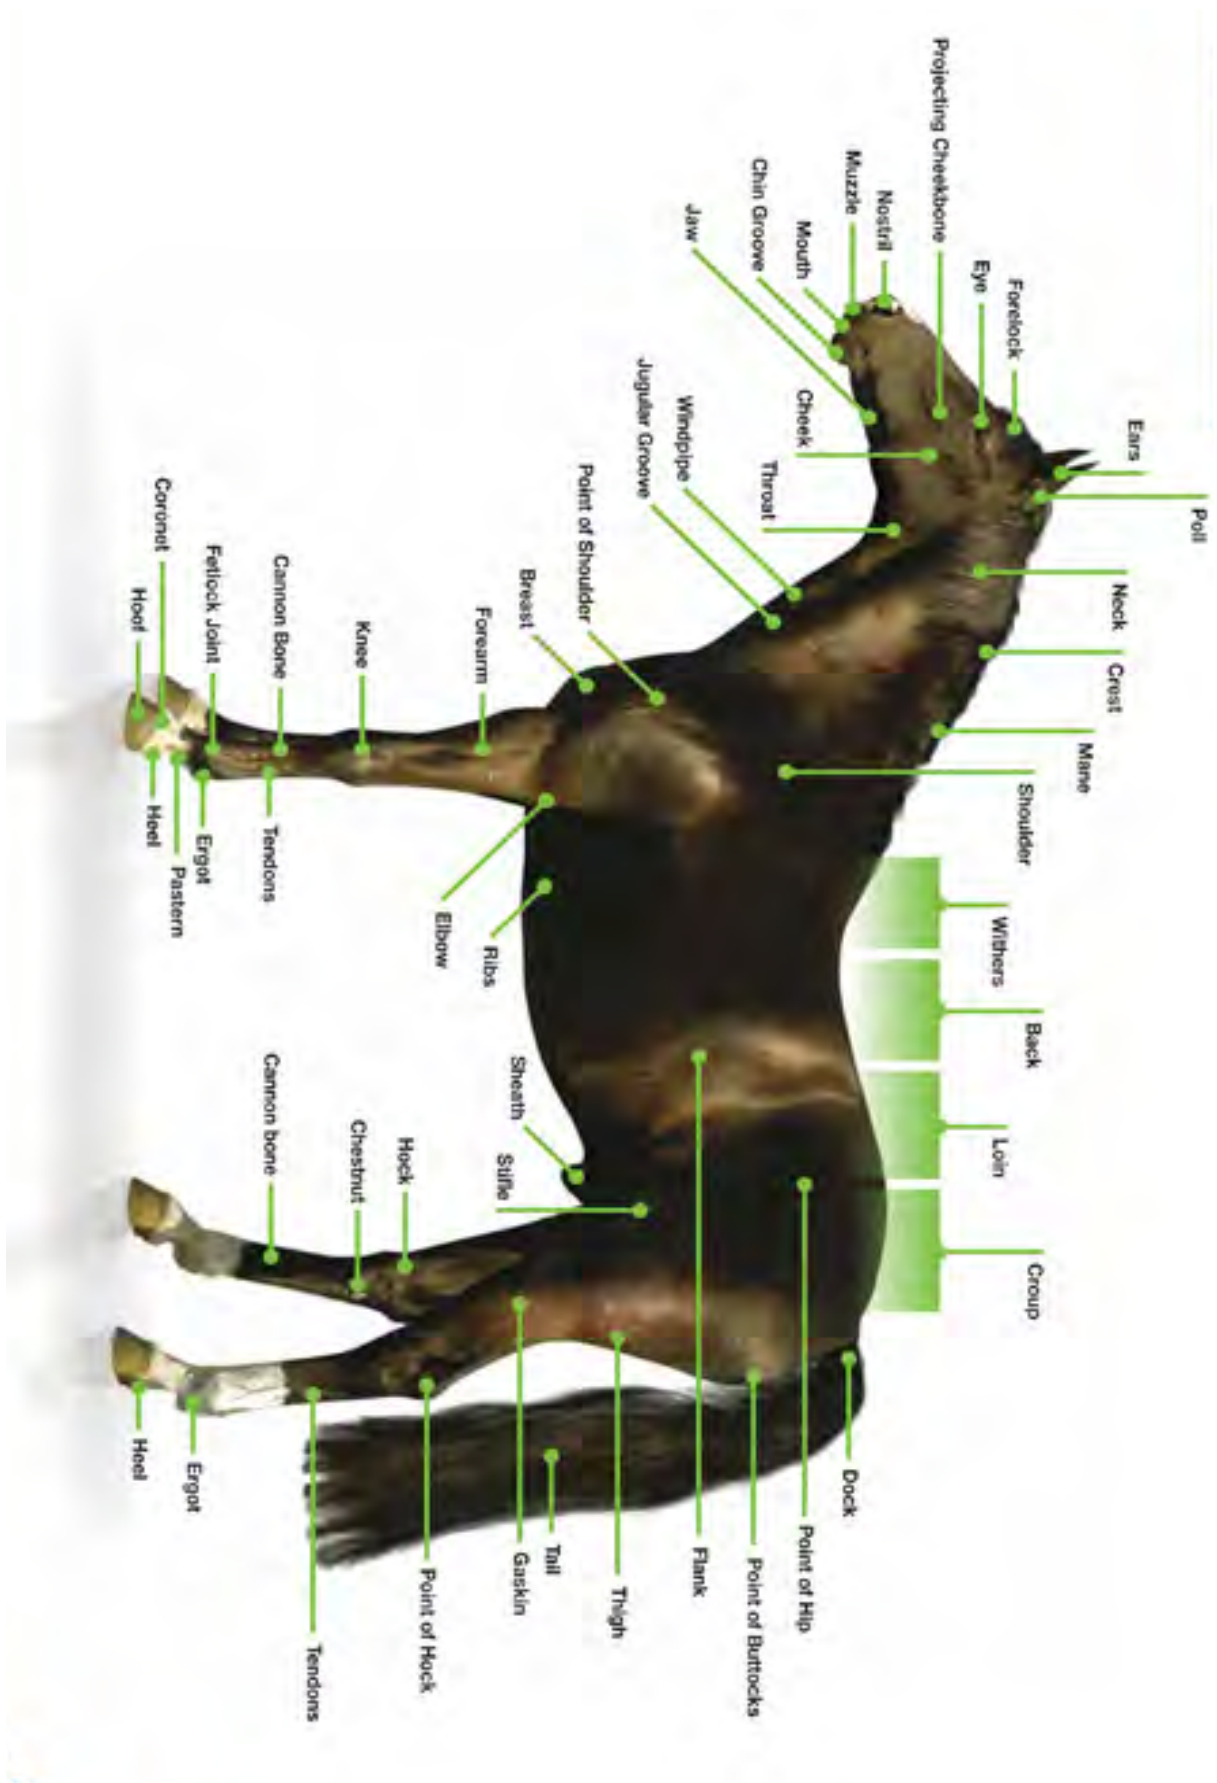 Poll
Ears
Neck
Crest
Mane
Shoulder
Withers
Back
Loin
Croup
Forelock
Eye
Projecting Cheekbone
Nostril
Muzzle
Mouth
Chin Groove
Jaw
Cheek
Throat
Windpipe
Jugular Groove
Point of Shoulder
Breast
Forearm
Knee
Cannon Bone
Fetlock Joint
Coronet
Hoof
Heel
Pastern
Ergot
Tendons
Elbow
Ribs
Sheath
Stifle
Hock
Chestnut
Cannon bone
Dock
Point of Hip
Point of Buttocks
Flank
Thigh
Tail
Gaskin
Point of Hock
Tendons
Ergot
Heel